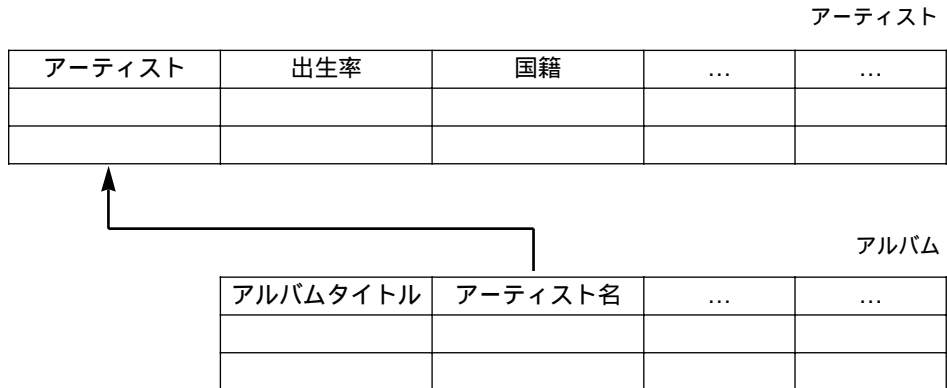 アーティスト
アーティスト 出生率 国籍 … …
アルバム
アルバムタイトル アーティスト名 … …